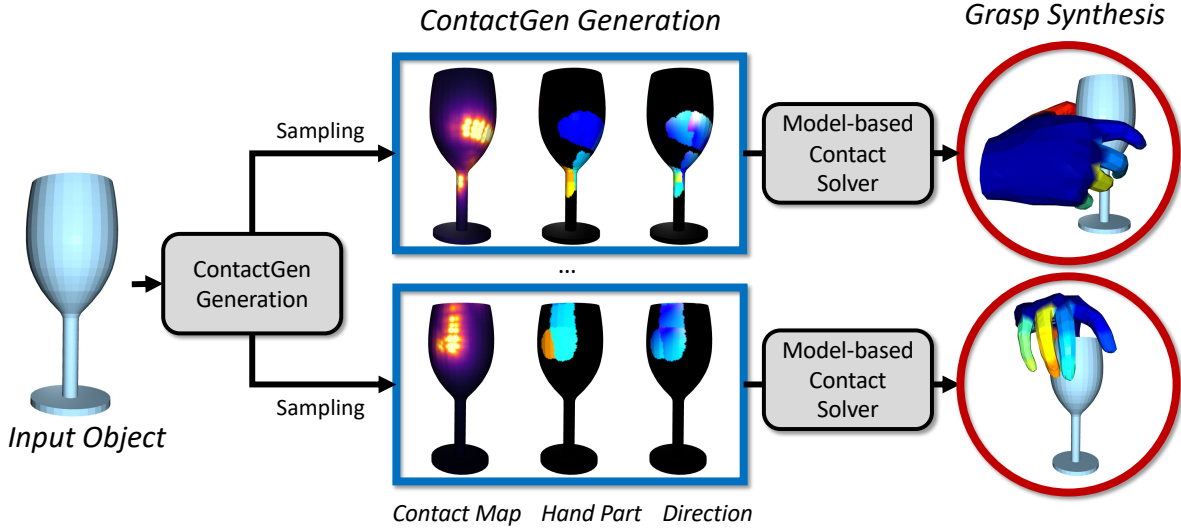 ContactGen Generation
Grasp Synthesis
Sampling
Model-based
Contact
Solver
ContactGen
Generation
...
Sampling
Model-based
Contact
Solver
Input Object
Contact Map
Hand Part
Direction